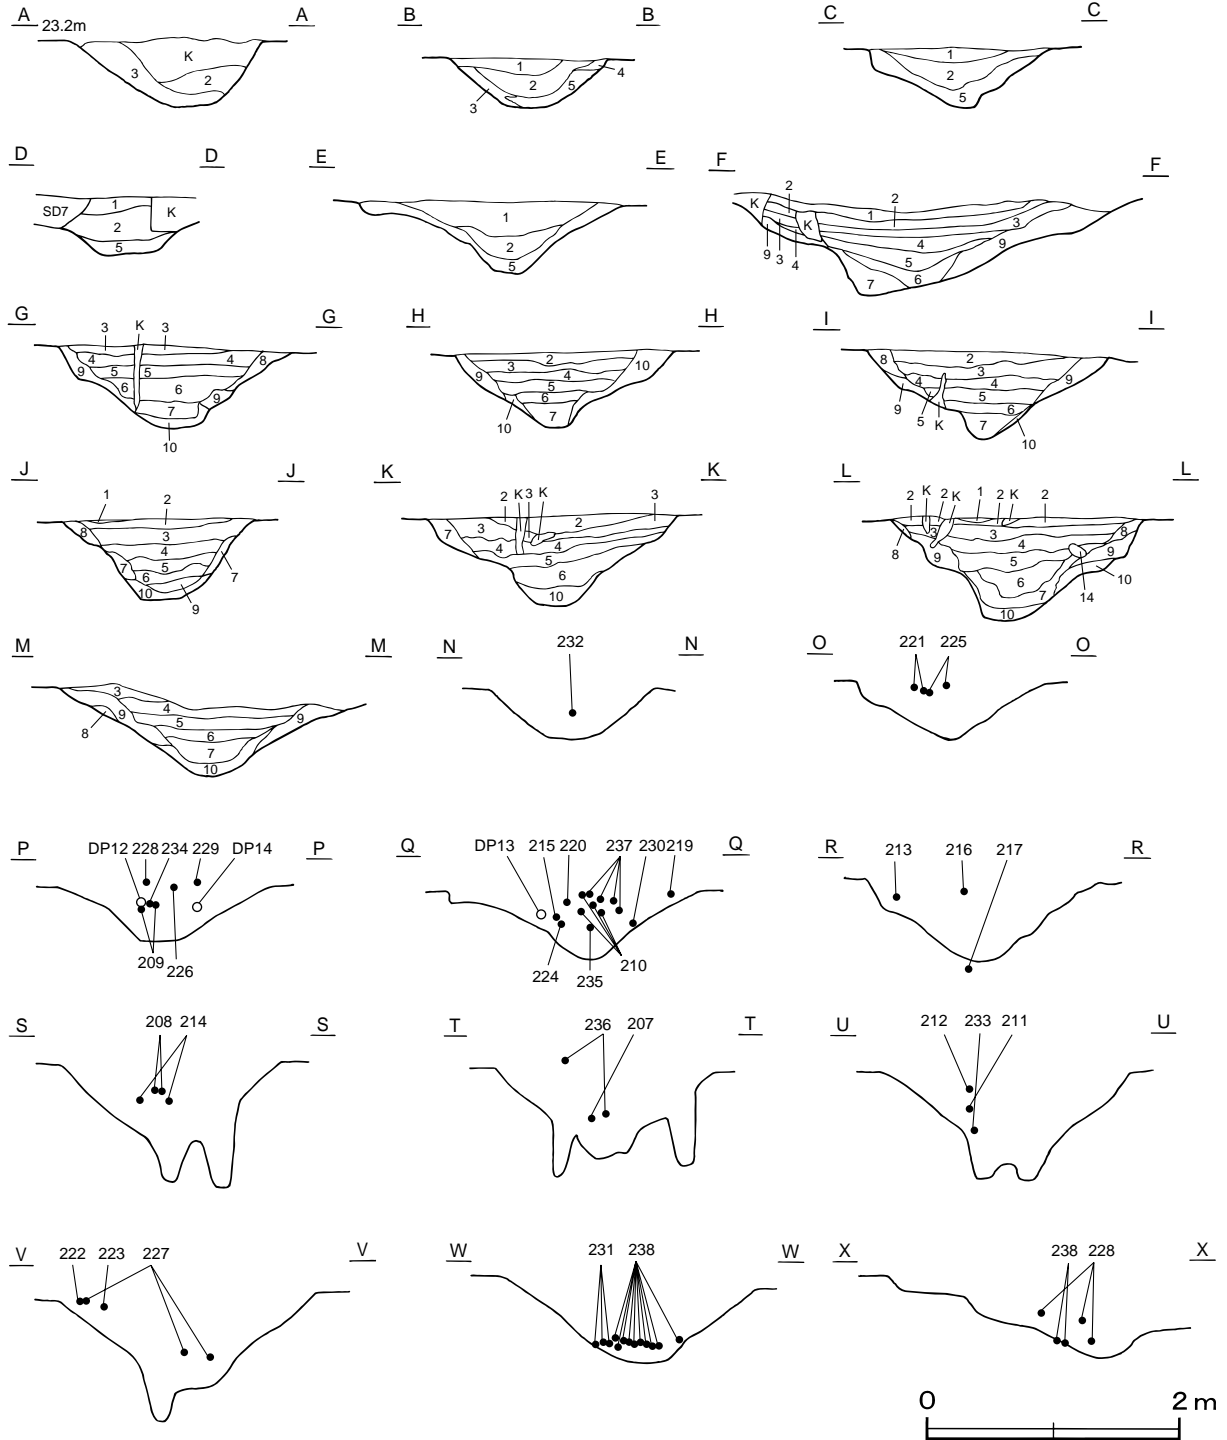 A 23.2m A B B C C
K 3 2
1 2 3 5 4
1 2 5
D D E E F F
SD7 1 K 2 5
1 2 5
2 K 2 1 K 3 4 9 3 4 5 9 6 7
G G H H I I
3 K 3 4 4 8 9 5 5 6 6 9 7 10
2 3 10 9 4 5 6 10 7
8 2 3 4 4 9 9 5 5 K 6 7 10
J J K K L L
1 2 8 3 4 7 5 6 7 10 9
2 K 3 K 3 7 3 2 4 4 5 6 10
2 K 2 K 1 2 K 2 8 3 3 8 4 9 5 9 6 10 7 14 10
M M N N O O
3 4 8 9 5 9 6 7 10
232
221 225
P P Q Q R R
DP12 228 234 229 DP14
209 226
DP13 215 220 237 230 219
224 235 210
213 216 217
S S T T U U
208 214
236 207
212 233 211
V V W W X X
222 223 227
231 238
238 228
0 2 m